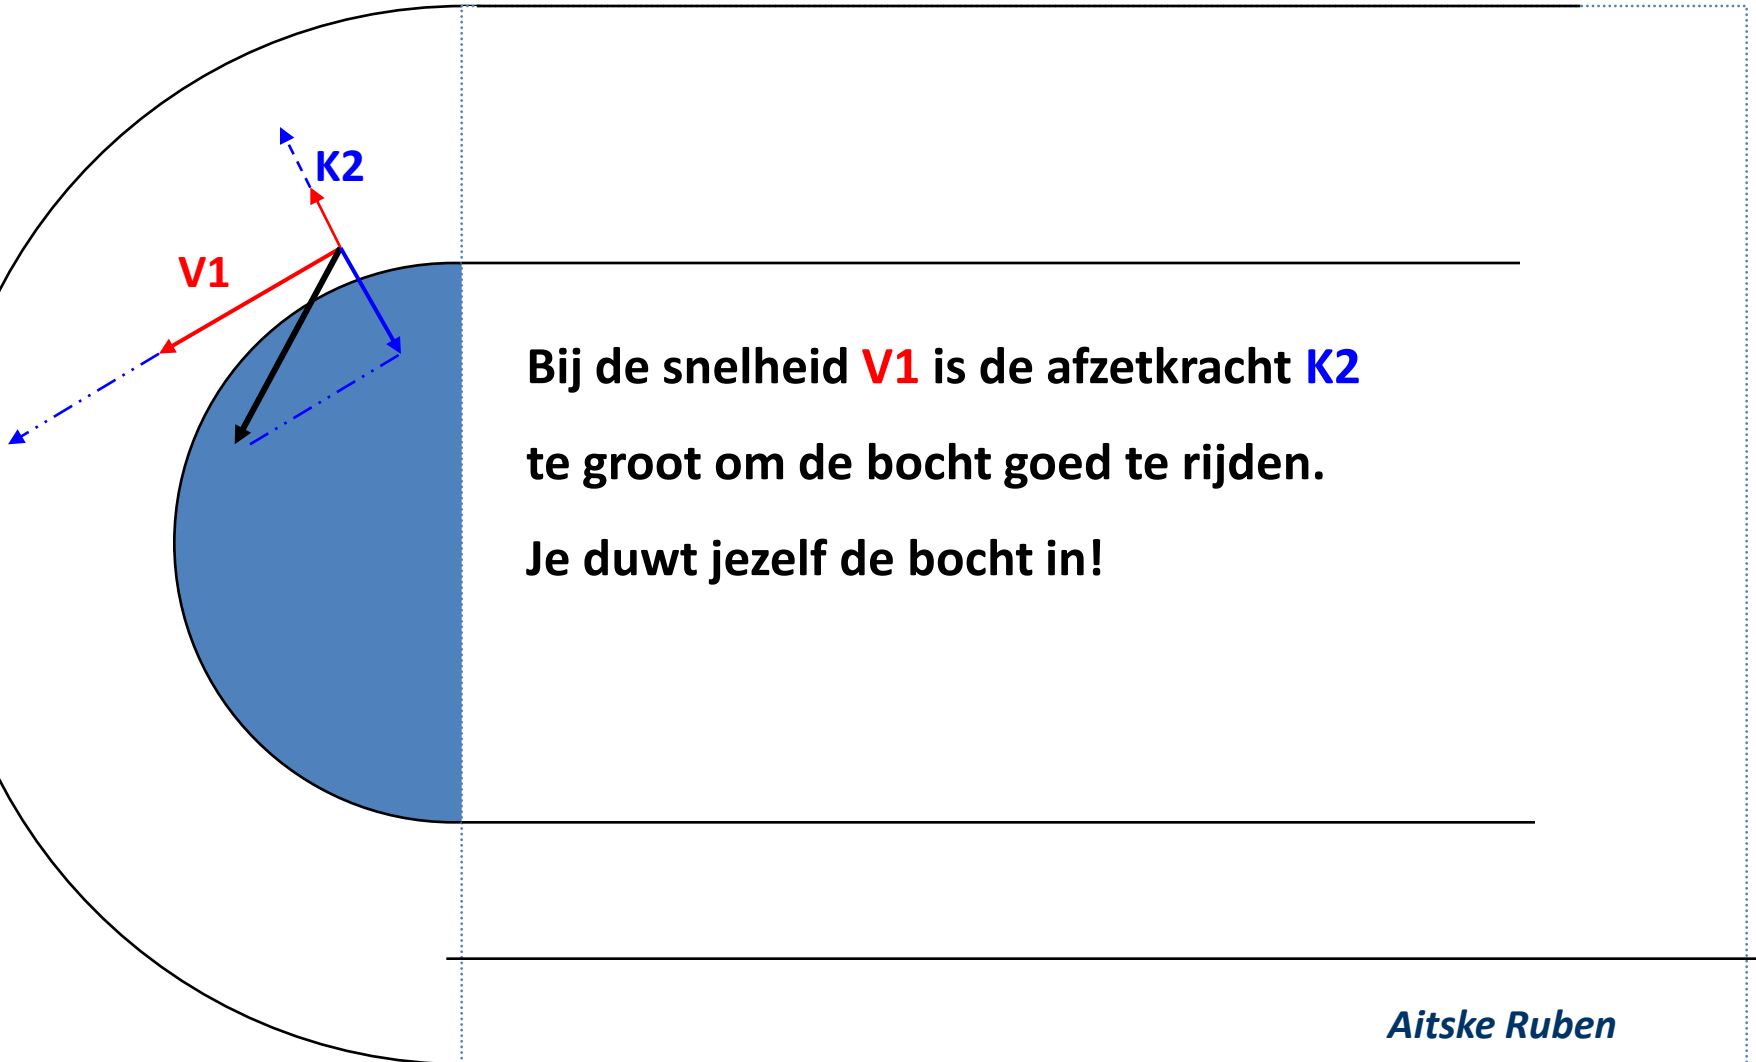 K2
V1
Bij de snelheid V1 is de afzetkracht K2
te groot om de bocht goed te rijden.
Je duwt jezelf de bocht in!
Aitske Ruben